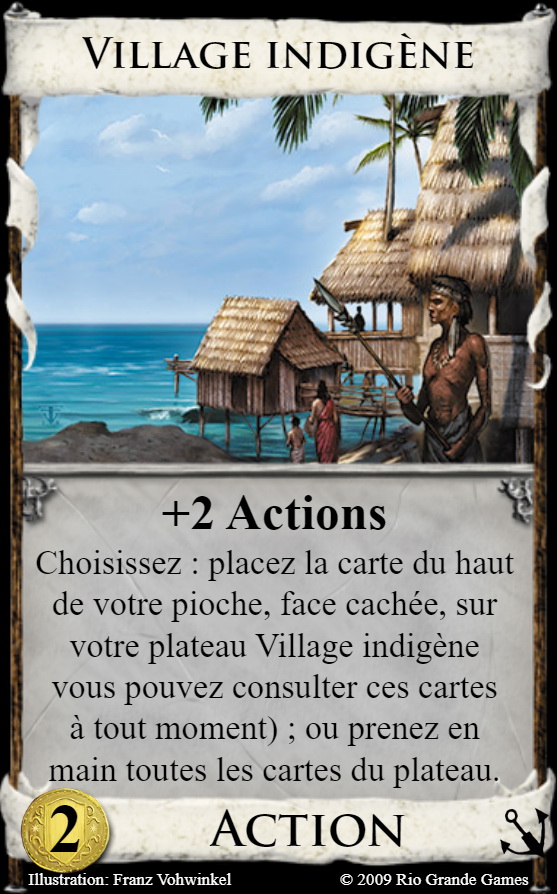 VILLAGE INDIGÈNE
+2 Actions
Choisissez : placez la carte du haut
de votre pioche, face cachée, sur
votre plateau Village indigène
vous pouvez consulter ces cartes
à tout moment) ; ou prenez en
main toutes les cartes du plateau.
2
ACTION
Illustration: Franz Vohwinkel
© 2009 Rio Grande Games